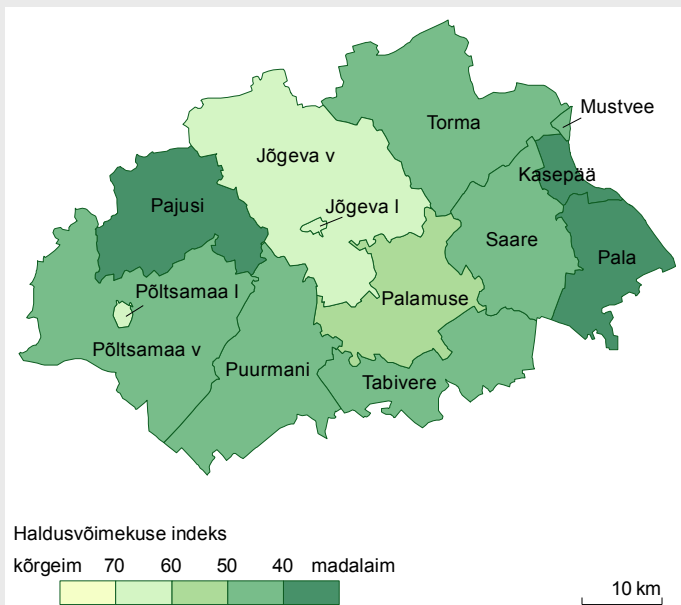 Mustvee
Torma
Kasepää
Jõgeva v
Jõgeva l
Pajusi
Saare
Pala
Põltsamaa l
Palamuse
Põltsamaa v
Puurmani
Tabivere
Haldusvõimekuse indeks
kõrgeim 70 60 50 40 madalaim
10 km